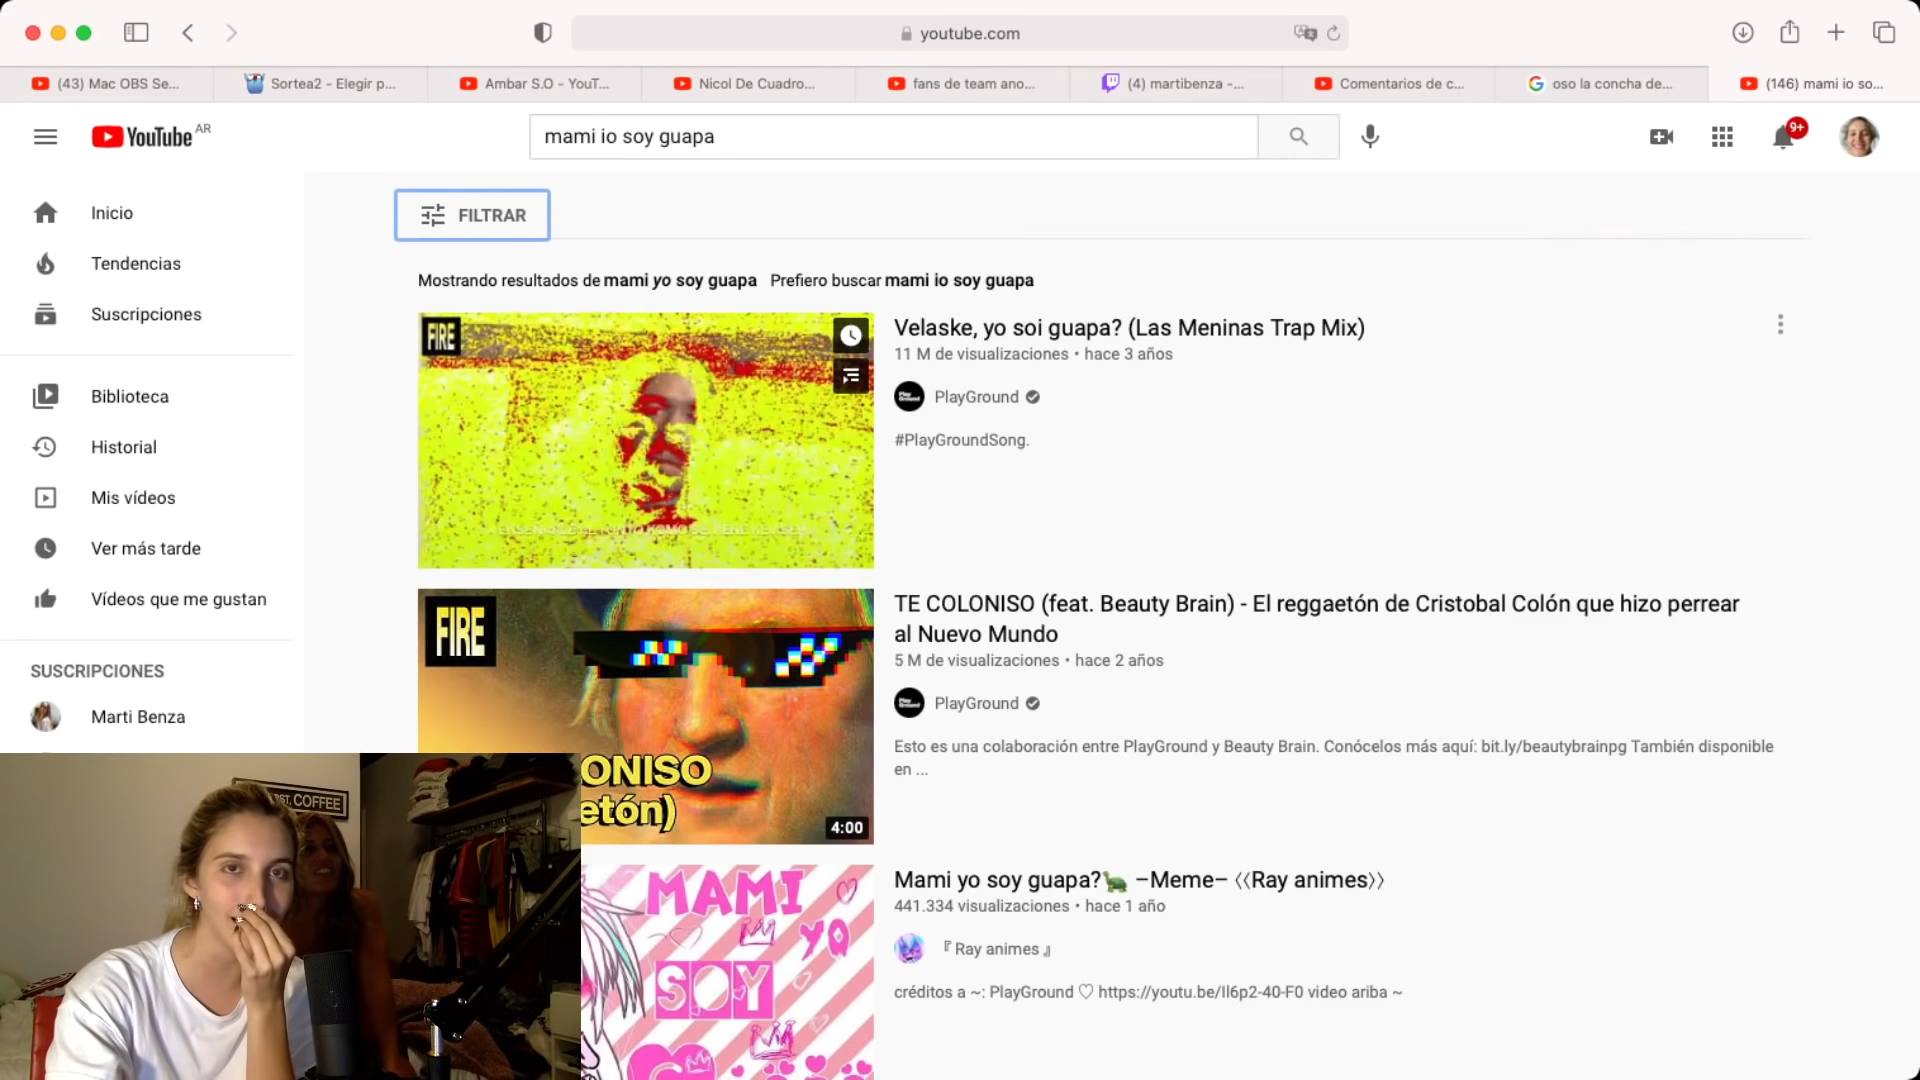 youtube.com
(43) Mac OBS Se...
Sortea2 - Elegir p...
Ambar S.O - YouT...
Nicol De Cuadro...
fans de team ano...
(4) martibenza -...
Comentarios de c...
oso la concha de...
(146) mami io so...
YouTube AR
mami io soy guapa
9+
Inicio
Tendencias
Suscripciones
Biblioteca
Historial
Mis vídeos
Ver más tarde
Vídeos que me gustan
SUSCRIPCIONES
Marti Benza
FILTRAR
Mostrando resultados de mami yo soy guapa Prefiero buscar mami io soy guapa
FIRE
Velaske, yo soi guapa? (Las Meninas Trap Mix)
11 M de visualizaciones • hace 3 años
PlayGround
#PlayGroundSong.
FIRE
ONISO
etón)
4:00
TE COLONISO (feat. Beauty Brain) - El reggaetón de Cristobal Colón que hizo perrear
al Nuevo Mundo
5 M de visualizaciones • hace 2 años
PlayGround
Esto es una colaboración entre PlayGround y Beauty Brain. Conócelos más aquí: bit.ly/beautybrainpg También disponible
en ...
MAMI
YO
SOY
Mami yo soy guapa?🐢 –Meme– 《Ray animes》
441.334 visualizaciones • hace 1 año
『 Ray animes 』
créditos a ~: PlayGround ♡ https://youtu.be/Il6p2-40-F0 video ariba ~
COFFEE